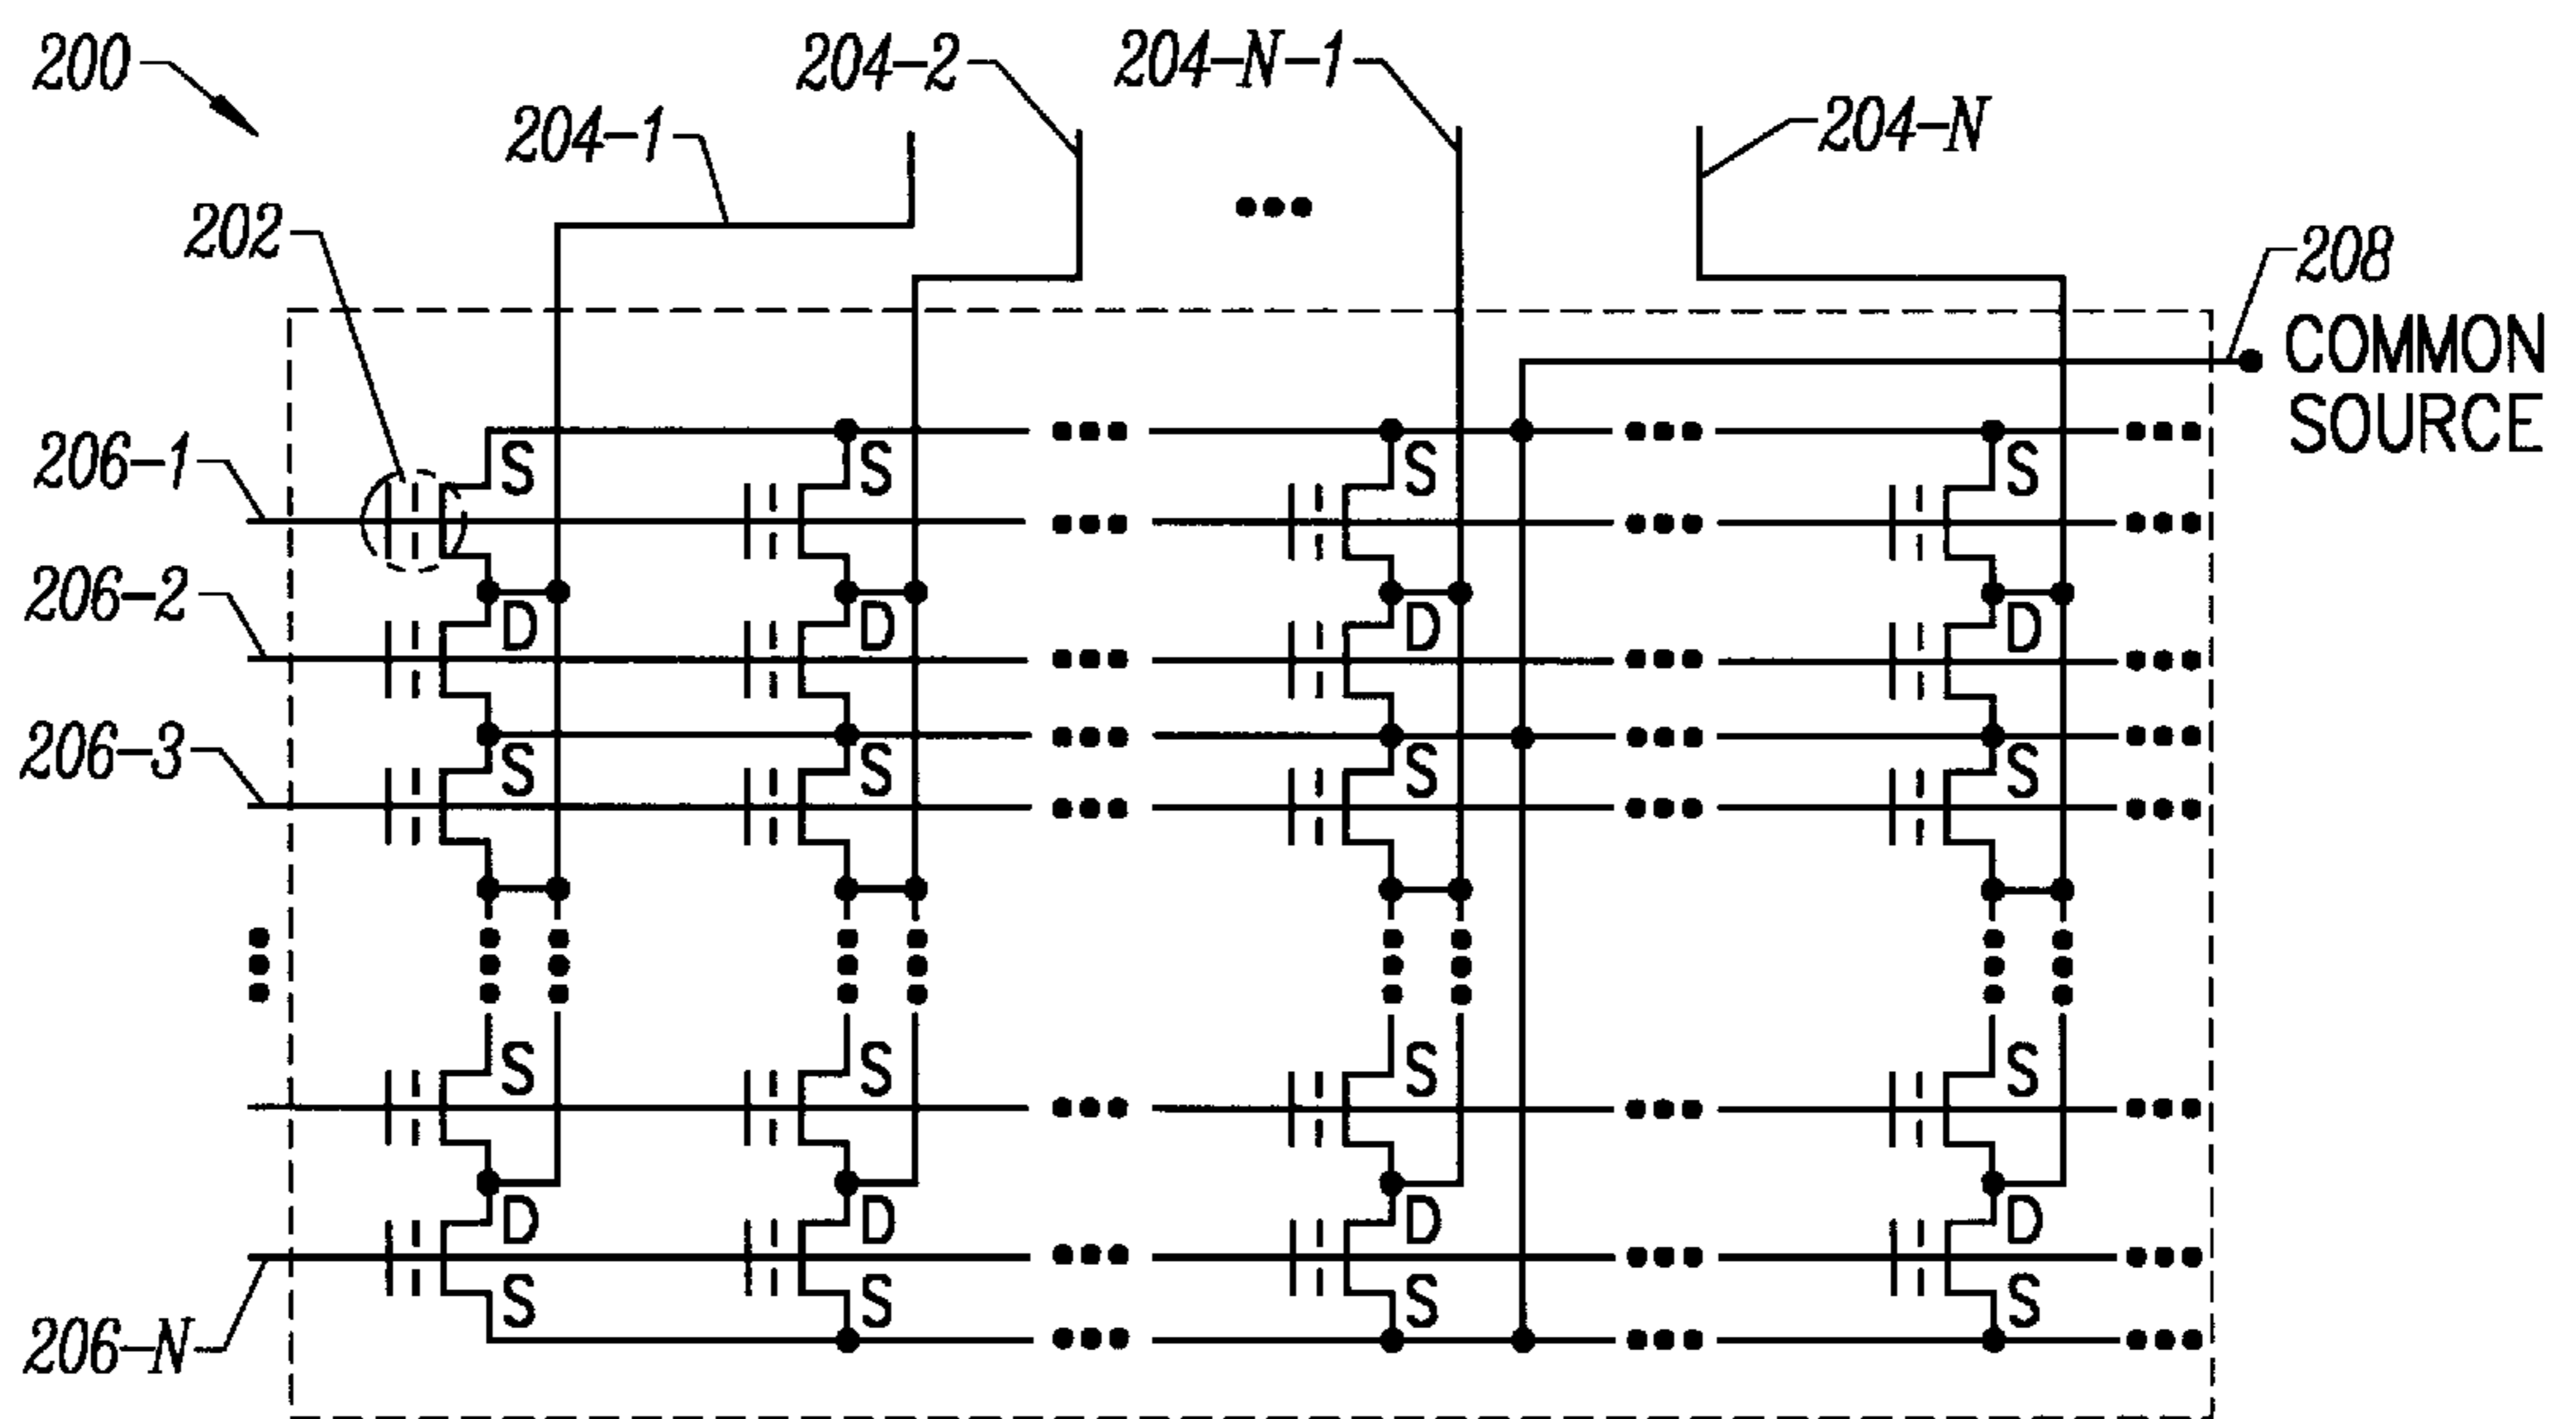 200
204-2
204-N-1
204-N
204-1
202
208
COMMON
SOURCE
S S S S
206-1
206-2
D D D D
206-3
S S S S
S S S S
D D D D
S S S S
206-N